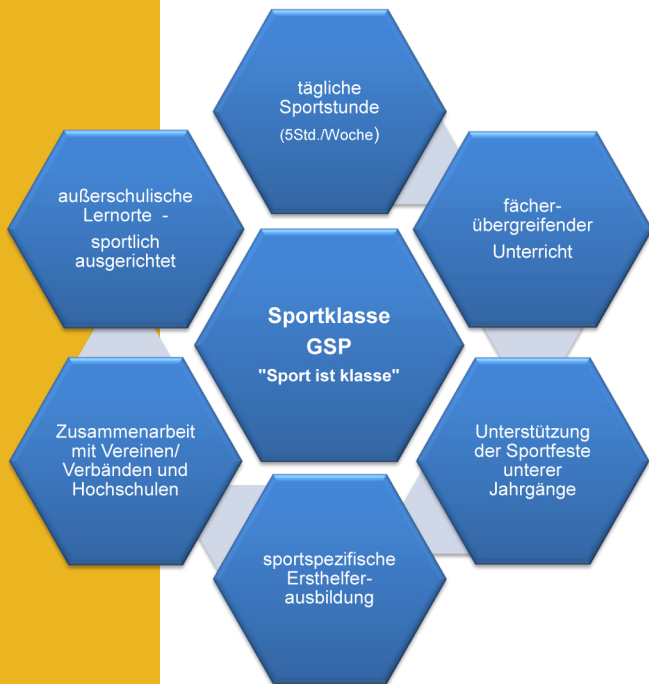 tägliche
Sportstunde
(5Std./Woche)
fächer-
übergreifender
Unterricht
Unterstützung
der Sportfeste
unterer
Jahrgänge
sportspezifische
Ersthelfer-
ausbildung
Zusammenarbeit
mit Vereinen/
Verbänden und
Hochschulen
außerschulische
Lernorte -
sportlich
ausgerichtet
Sportklasse
GSP
"Sport ist klasse"